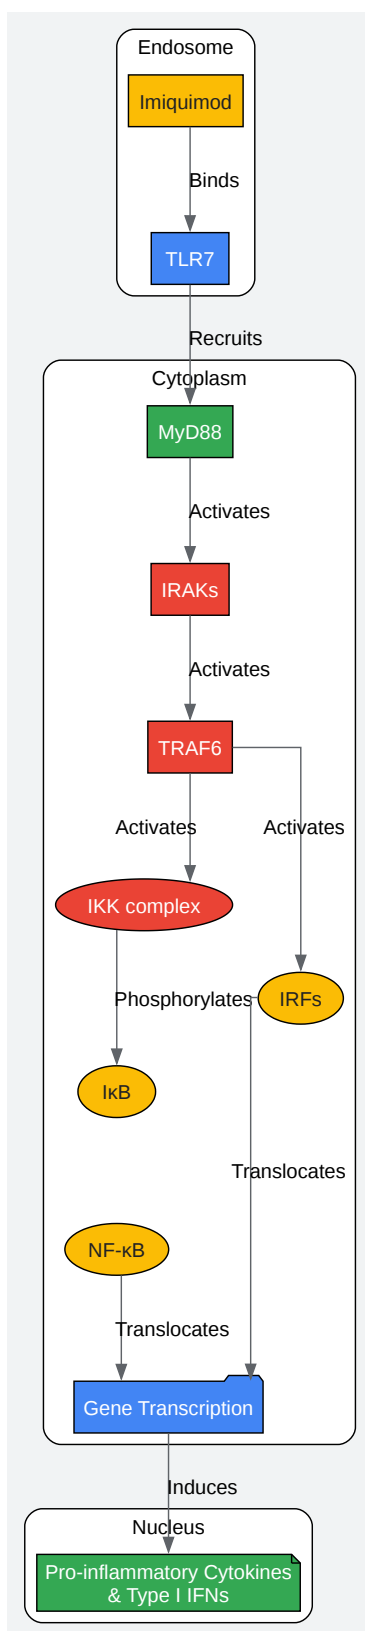 Endosome
Imiquimod
Binds
TLR7
Recruits
Cytoplasm
MyD88
Activates
IRAKs
Activates
TRAF6
Activates
Activates
IKK complex
Phosphorylates
IRFs
IκB
Translocates
NF-κB
Translocates
Gene Transcription
Induces
Nucleus
Pro-inflammatory Cytokines
& Type I IFNs